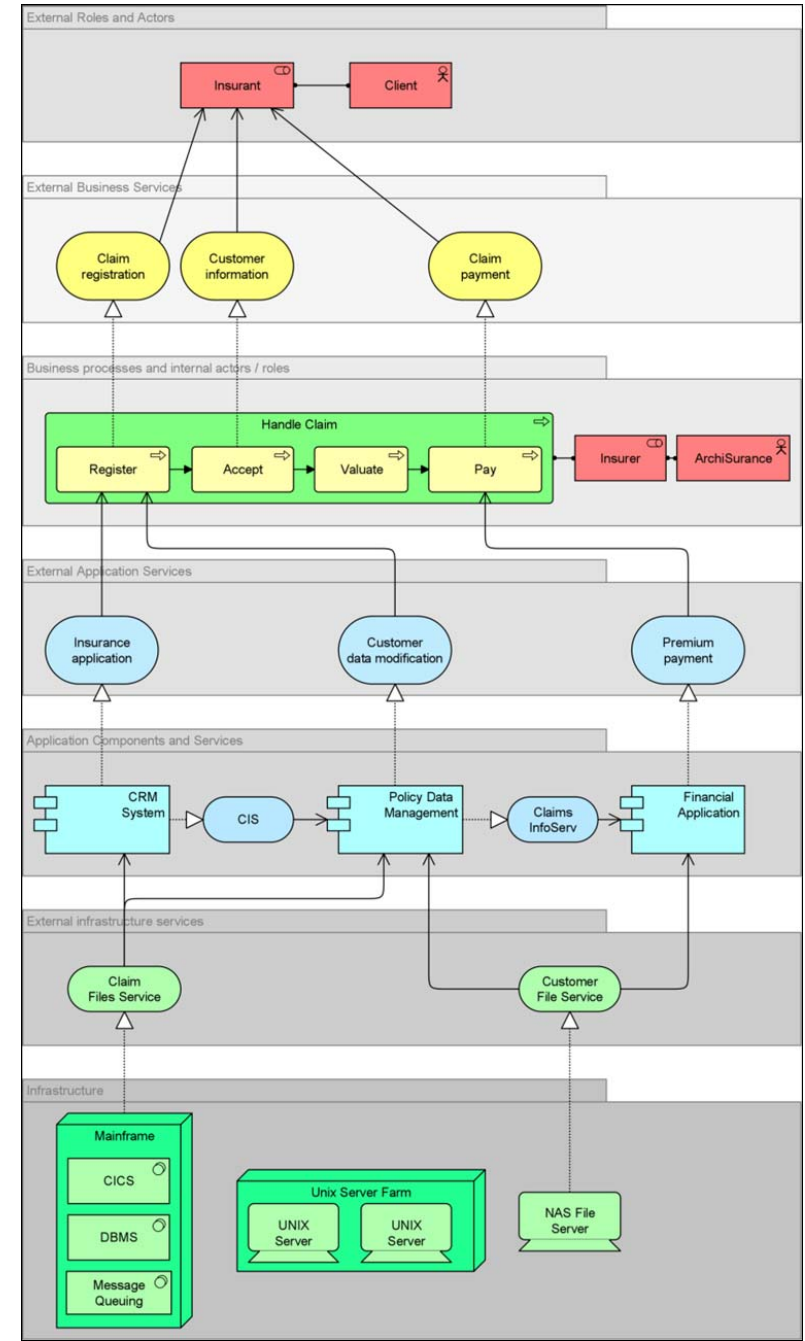 External Roles and Actors
Insurant
Client
External Business Services
Claim
registration
Customer
information
Claim
payment
Business processes and internal actors / roles
Handle Claim
Register
Accept
Valuate
Pay
Insurer
ArchiSurance
External Application Services
Insurance
application
Customer
data modification
Premium
payment
Application Components and Services
CRM
System
CIS
Policy Data
Management
Claims
InfoServ
Financial
Application
External infrastructure services
Claim
Files Service
Customer
File Service
Infrastructure
Mainframe
CICS
DBMS
Message
Queuing
Unix Server Farm
UNIX
Server
UNIX
Server
NAS File
Server